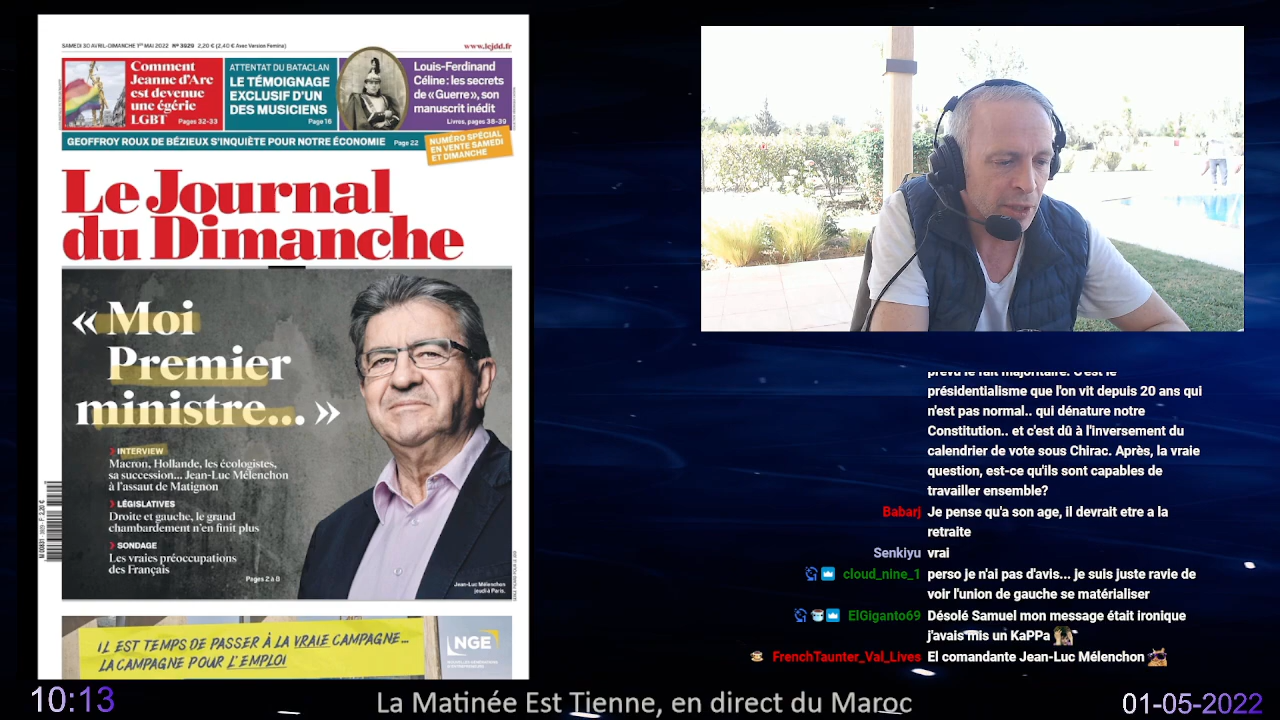 SAMEDI 30 AVRIL-DIMANCHE 1ER MAI 2022 Nº 3929 2,20 € (2,40 € Avec Version Femina)
www.lejdd.fr
Comment
Jeanne d'Arc
est devenue
une égérie
LGBT Pages 32-33
ATTENTAT DU BATACLAN
LE TÉMOIGNAGE
EXCLUSIF D'UN
DES MUSICIENS
Page 16
Louis-Ferdinand
Céline : les secrets
de « Guerre », son
manuscrit inédit
Livres, pages 38-39
GEOFFROY ROUX DE BÉZIEUX S'INQUIÈTE POUR NOTRE ÉCONOMIE Page 22
NUMÉRO SPÉCIAL
EN VENTE SAMEDI
ET DIMANCHE
Le Journal
du Dimanche
« Moi
Premier
ministre... »
INTERVIEW
Macron, Hollande, les écologistes,
sa succession... Jean-Luc Mélenchon
à l'assaut de Matignon
LÉGISLATIVES
Droite et gauche, le grand
chambardement n'en finit plus
SONDAGE
Les vraies préoccupations
des Français
Pages 2 à 8
Jean-Luc Mélenchon
jeudi à Paris.
IL EST TEMPS DE PASSER À LA VRAIE CAMPAGNE...
LA CAMPAGNE POUR L'EMPLOI
NGE
prévu le fait majoritaire. C'est le
présidentialisme que l'on vit depuis 20 ans qui
n'est pas normal.. qui dénature notre
Constitution.. et c'est dû à l'inversement du
calendrier de vote sous Chirac. Après, la vraie
question, est-ce qu'ils sont capables de
travailler ensemble?
Babarj Je pense qu'a son age, il devrait etre a la
retraite
Senkiyu vrai
cloud_nine_1 perso je n'ai pas d'avis... je suis juste ravie de
voir l'union de gauche se matérialiser
ElGiganto69 Désolé Samuel mon message était ironique
j'avais mis un KaPPa
FrenchTaunter_Val_Lives El comandante Jean-Luc Mélenchon
10:13
La Matinée Est Tienne, en direct du Maroc
01-05-2022